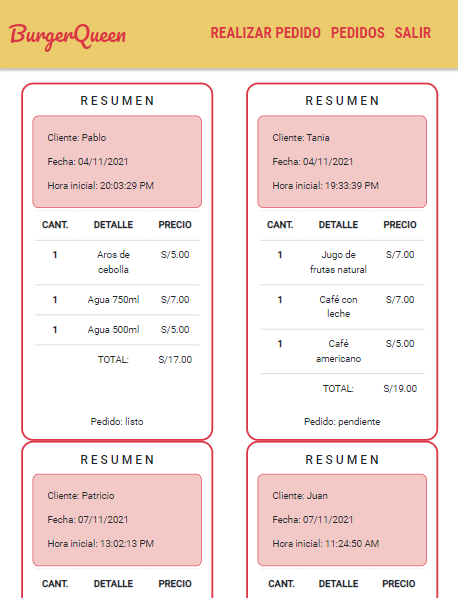 BurgerQueen
REALIZAR PEDIDO PEDIDOS SALIR
RESUMEN
Cliente: Pablo
Fecha: 04/11/2021
Hora inicial: 20:03:29 PM
CANT. DETALLE PRECIO
1 Aros de S/5.00
cebolla
1 Agua 750ml S/7.00
1 Agua 500ml S/5.00
TOTAL: S/17.00
Pedido: listo
RESUMEN
Cliente: Tania
Fecha: 04/11/2021
Hora inicial: 19:33:39 PM
CANT. DETALLE PRECIO
1 Jugo de S/7.00
frutas natural
1 Café con S/7.00
leche
1 Café S/5.00
americano
TOTAL: S/19.00
Pedido: pendiente
RESUMEN
Cliente: Patricio
Fecha: 07/11/2021
Hora inicial: 13:02:13 PM
CANT. DETALLE PRECIO
RESUMEN
Cliente: Juan
Fecha: 07/11/2021
Hora inicial: 11:24:50 AM
CANT. DETALLE PRECIO